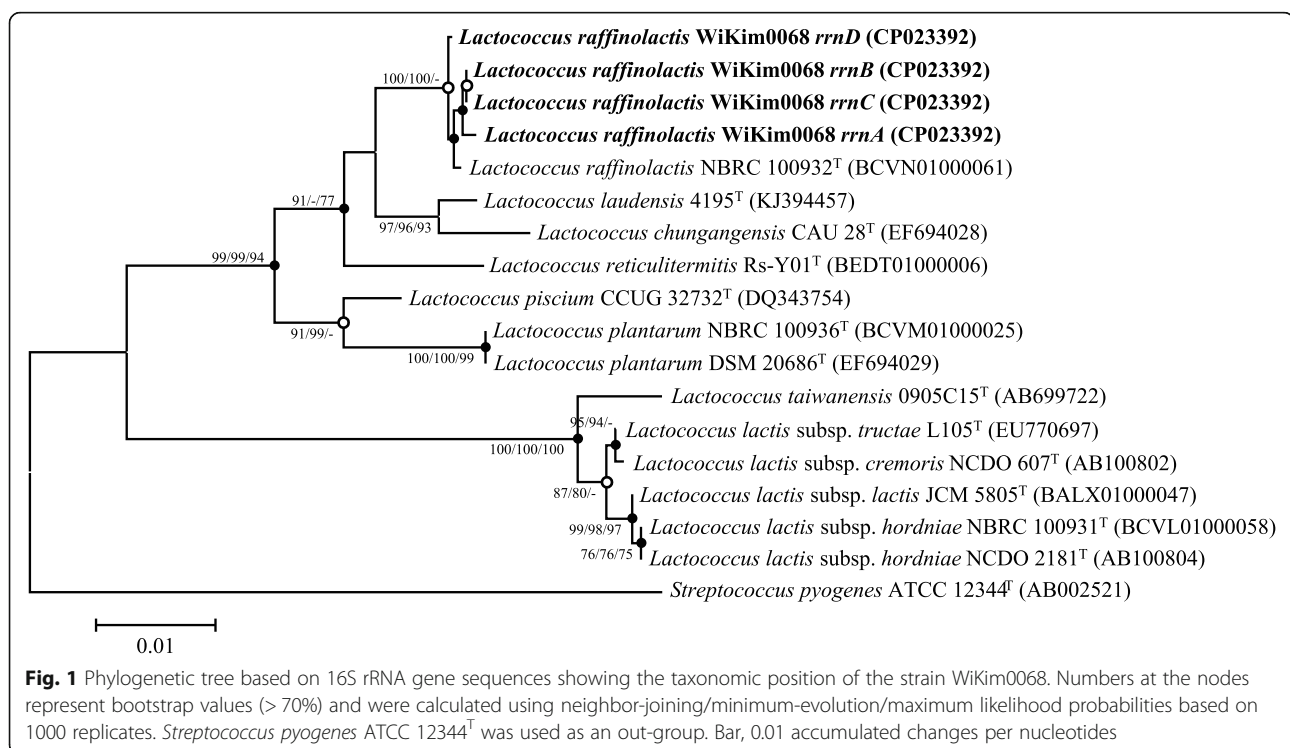 Lactococcus raffinolactis WiKim0068 rrnD (CP023392)
Lactococcus raffinolactis WiKim0068 rrnB (CP023392)
100/100/-
Lactococcus raffinolactis WiKim0068 rrnC (CP023392)
Lactococcus raffinolactis WiKim0068 rrnA (CP023392)
Lactococcus raffinolactis NBRC 100932ᵀ (BCVN01000061)
91/-/77
Lactococcus laudensis 4195ᵀ (KJ394457)
97/96/93
Lactococcus chungangensis CAU 28ᵀ (EF694028)
99/99/94
Lactococcus reticulitermitis Rs-Y01ᵀ (BEDT01000006)
Lactococcus piscium CCUG 32732ᵀ (DQ343754)
91/99/-
Lactococcus plantarum NBRC 100936ᵀ (BCVM01000025)
100/100/99
Lactococcus plantarum DSM 20686ᵀ (EF694029)
Lactococcus taiwanensis 0905C15ᵀ (AB699722)
95/94/-
Lactococcus lactis subsp. tructae L105ᵀ (EU770697)
100/100/100
Lactococcus lactis subsp. cremoris NCDO 607ᵀ (AB100802)
87/80/-
Lactococcus lactis subsp. lactis JCM 5805ᵀ (BALX01000047)
99/98/97
Lactococcus lactis subsp. hordniae NBRC 100931ᵀ (BCVL01000058)
76/76/75
Lactococcus lactis subsp. hordniae NCDO 2181ᵀ (AB100804)
Streptococcus pyogenes ATCC 12344ᵀ (AB002521)
0.01
Fig. 1 Phylogenetic tree based on 16S rRNA gene sequences showing the taxonomic position of the strain WiKim0068. Numbers at the nodes
represent bootstrap values (> 70%) and were calculated using neighbor-joining/minimum-evolution/maximum likelihood probabilities based on
1000 replicates. Streptococcus pyogenes ATCC 12344ᵀ was used as an out-group. Bar, 0.01 accumulated changes per nucleotides